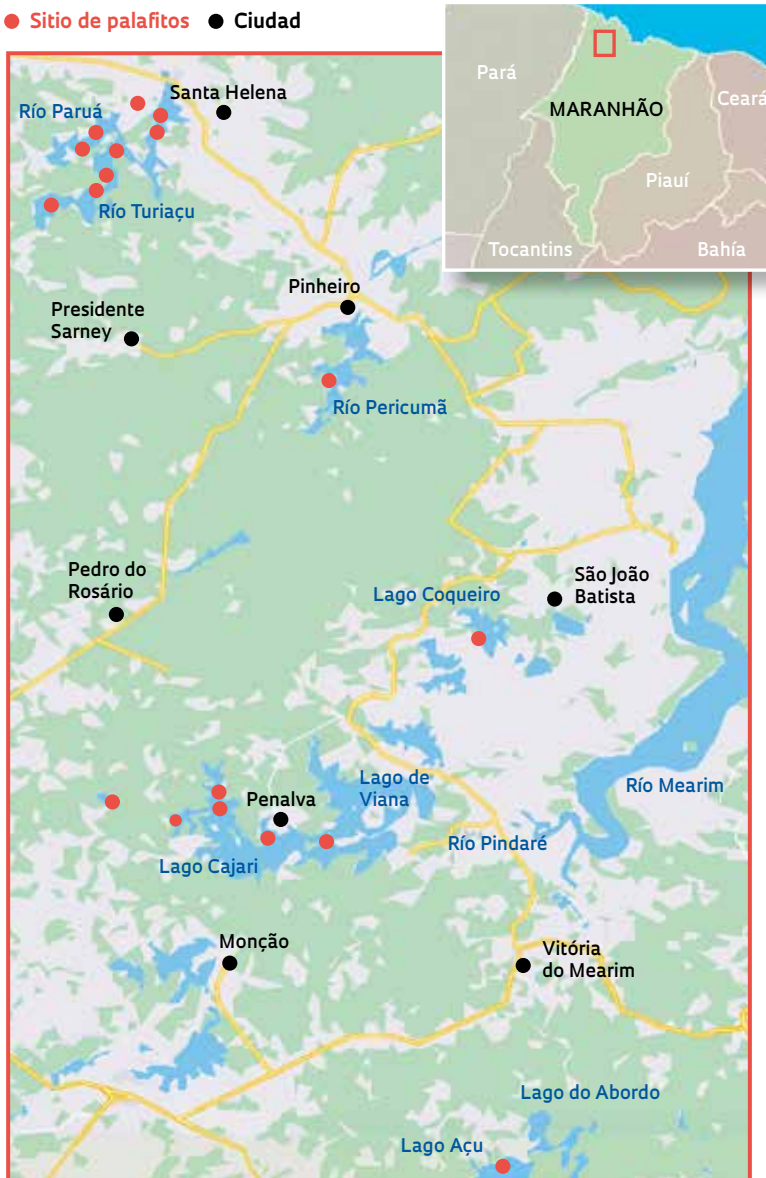 Sitio de palafitos Ciudad
Pará
MARANHÃO
Ceará
Piauí
Tocantins
Bahía
Santa Helena
Río Paruá
Río Turiaçu
Pinheiro
Presidente
Sarney
Río Pericumã
Pedro do
Rosário
São João
Batista
Lago Coqueiro
Lago de
Viana
Penalva
Río Mearim
Río Pindaré
Lago Cajari
Monção
Vitória
do Mearim
Lago do Abordo
Lago Açu